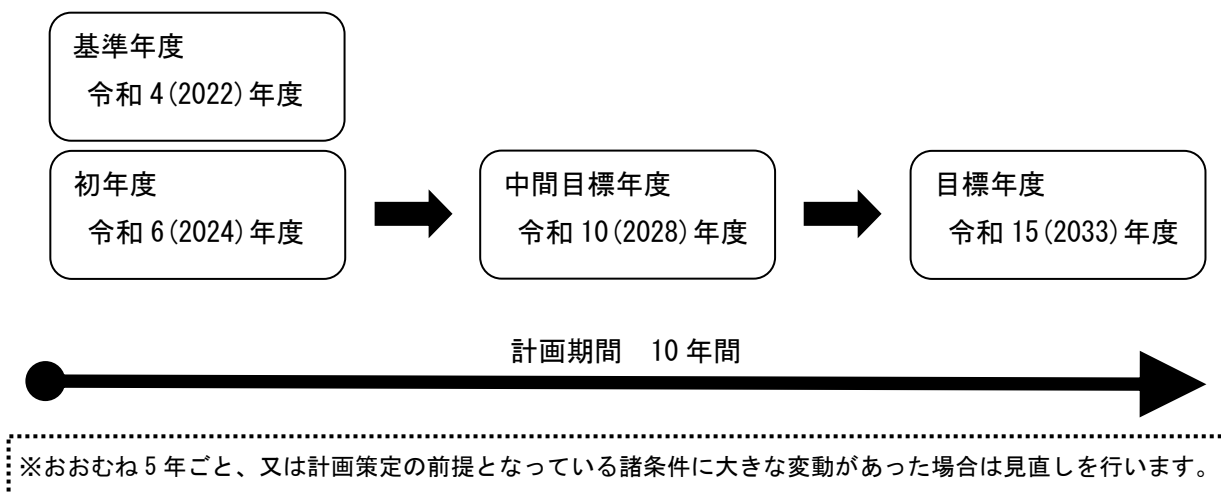 基準年度
令和 4(2022)年度
初年度
令和 6(2024)年度
中間目標年度
令和 10(2028)年度
目標年度
令和 15(2033)年度
計画期間　10 年間
※おおむね 5 年ごと、又は計画策定の前提となっている諸条件に大きな変動があった場合は見直しを行います。